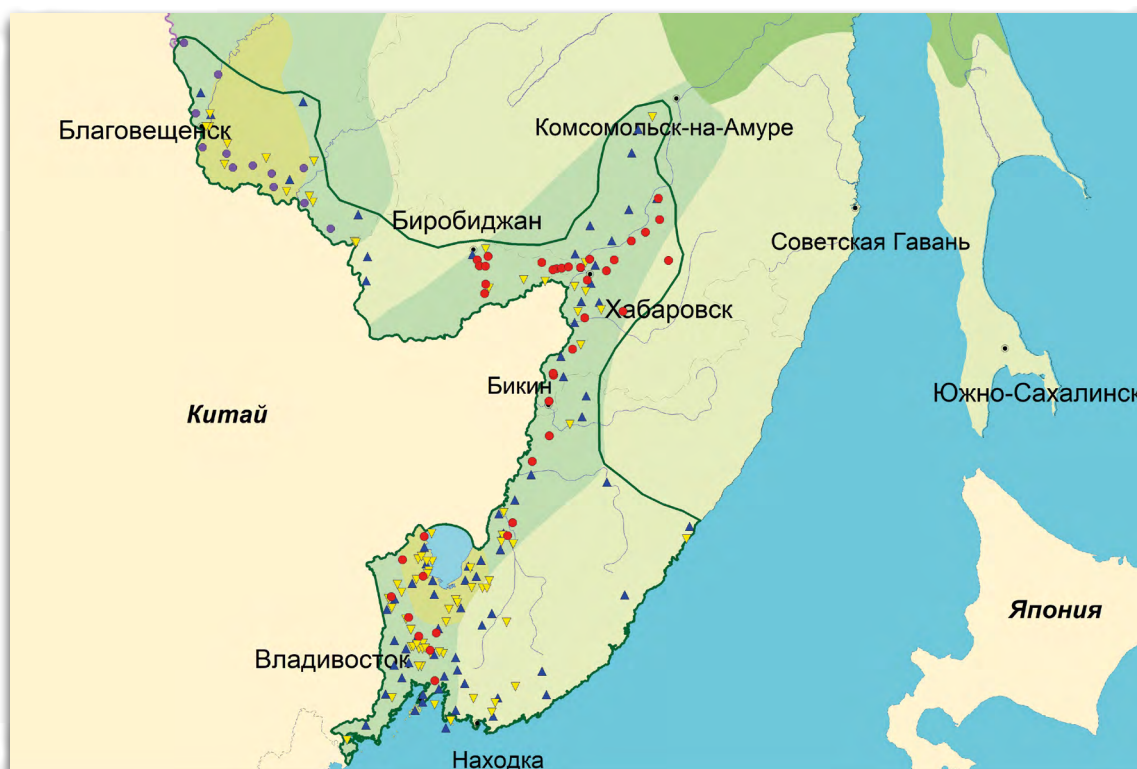 Благовещенск
Комсомольск-на-Амуре
Биробиджан
Советская Гавань
Хабаровск
Бикин
Китай
Южно-Сахалинск
Япония
Владивосток
Находка